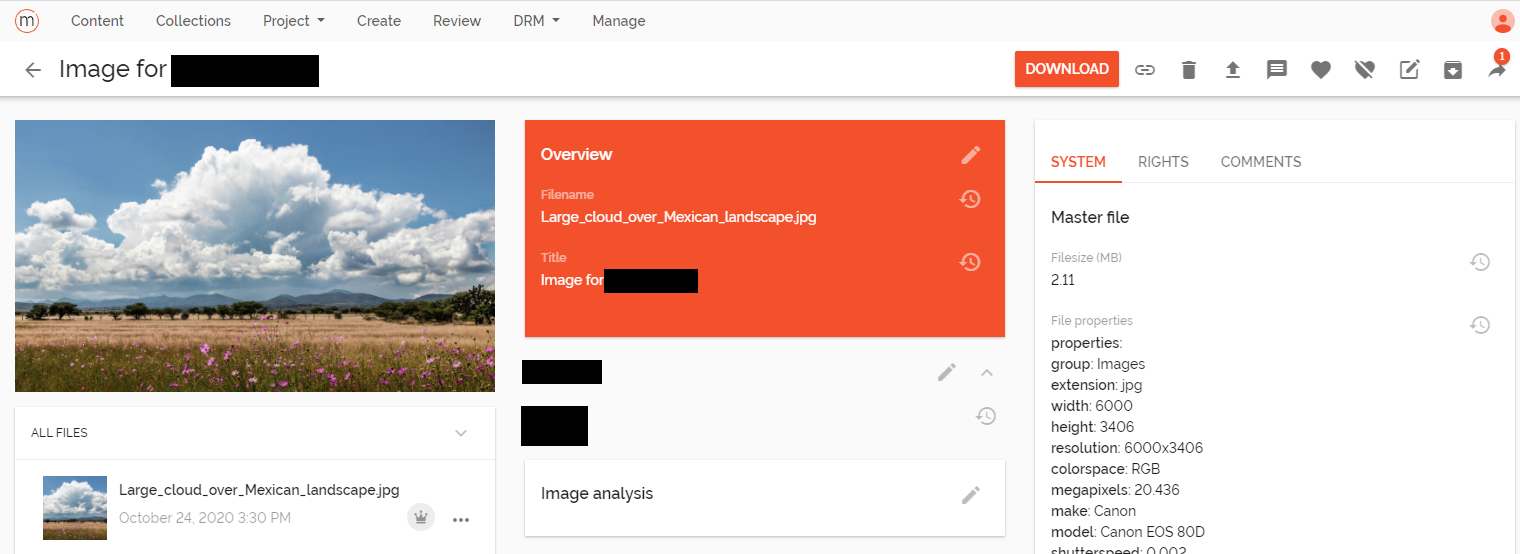 m Content Collections Project Create Review DRM Manage
Image for
DOWNLOAD
1
Overview
Filename
Large_cloud_over_Mexican_landscape.jpg
Title
Image for
Image analysis
ALL FILES
Large_cloud_over_Mexican_landscape.jpg
October 24, 2020 3:30 PM
SYSTEM RIGHTS COMMENTS
Master file
Filesize (MB)
2.11
File properties
properties:
group: Images
extension: jpg
width: 6000
height: 3406
resolution: 6000x3406
colorspace: RGB
megapixels: 20.436
make: Canon
model: Canon EOS 80D
shutterspeed: 0.002